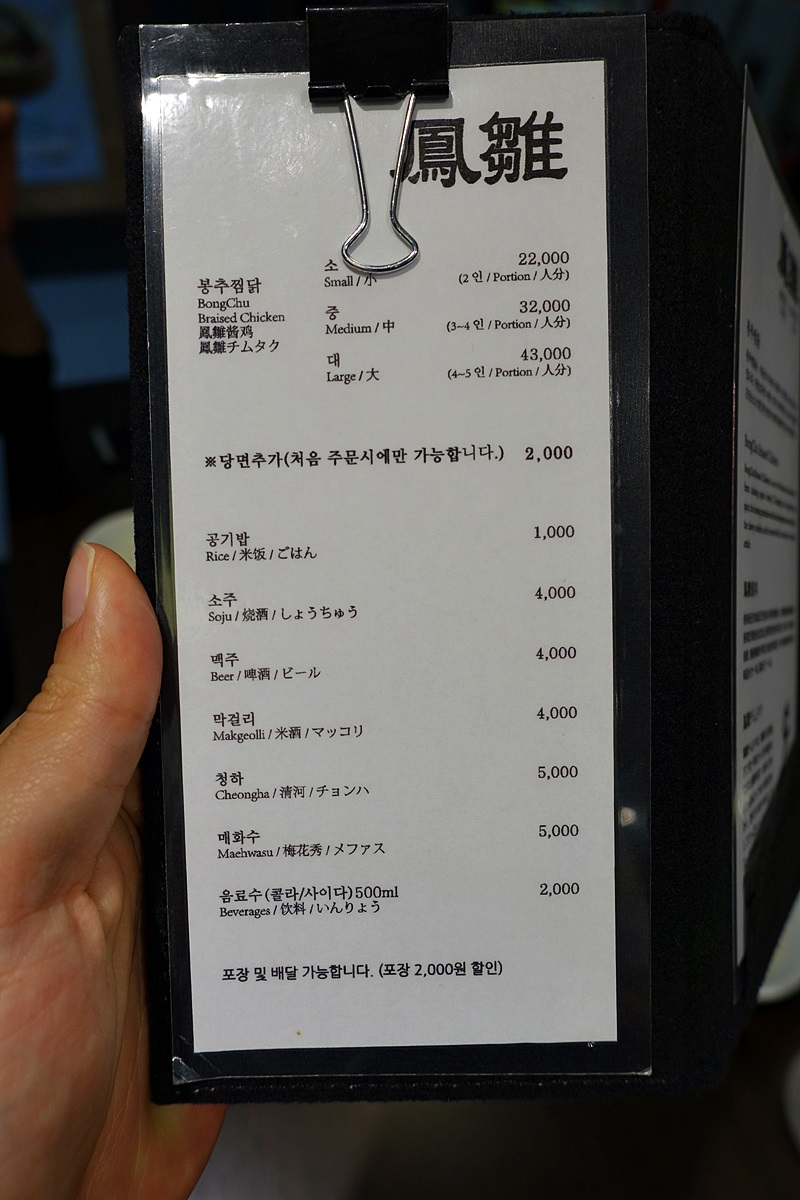 鳳雛
봉추찜닭
BongChu
Braised Chicken
鳳雛酱鸡
鳳雛チムタク
소 22,000
Small / 小 (2 인 / Portion / 人分)
중 32,000
Medium / 中 (3~4 인 / Portion / 人分)
대 43,000
Large / 大 (4~5 인 / Portion / 人分)
※당면추가(처음 주문시에만 가능합니다.) 2,000
공기밥 1,000
Rice / 米饭 / ごはん
소주 4,000
Soju / 烧酒 / しょうちゅう
맥주 4,000
Beer / 啤酒 / ビール
막걸리 4,000
Makgeolli / 米酒 / マッコリ
청하 5,000
Cheongha / 清河 / チョンハ
매화수 5,000
Maehwasu / 梅花秀 / メファス
음료수(콜라/사이다)500ml 2,000
Beverages / 饮料 / いんりょう
포장 및 배달 가능합니다. (포장 2,000원 할인)